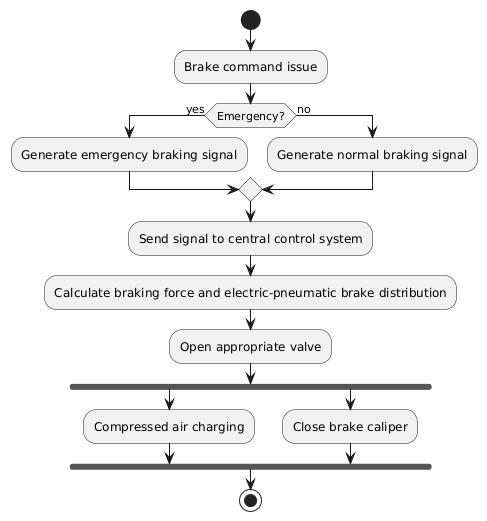 Brake command issue
Emergency?
yes
no
Generate emergency braking signal
Generate normal braking signal
Send signal to central control system
Calculate braking force and electric-pneumatic brake distribution
Open appropriate valve
Compressed air charging
Close brake caliper